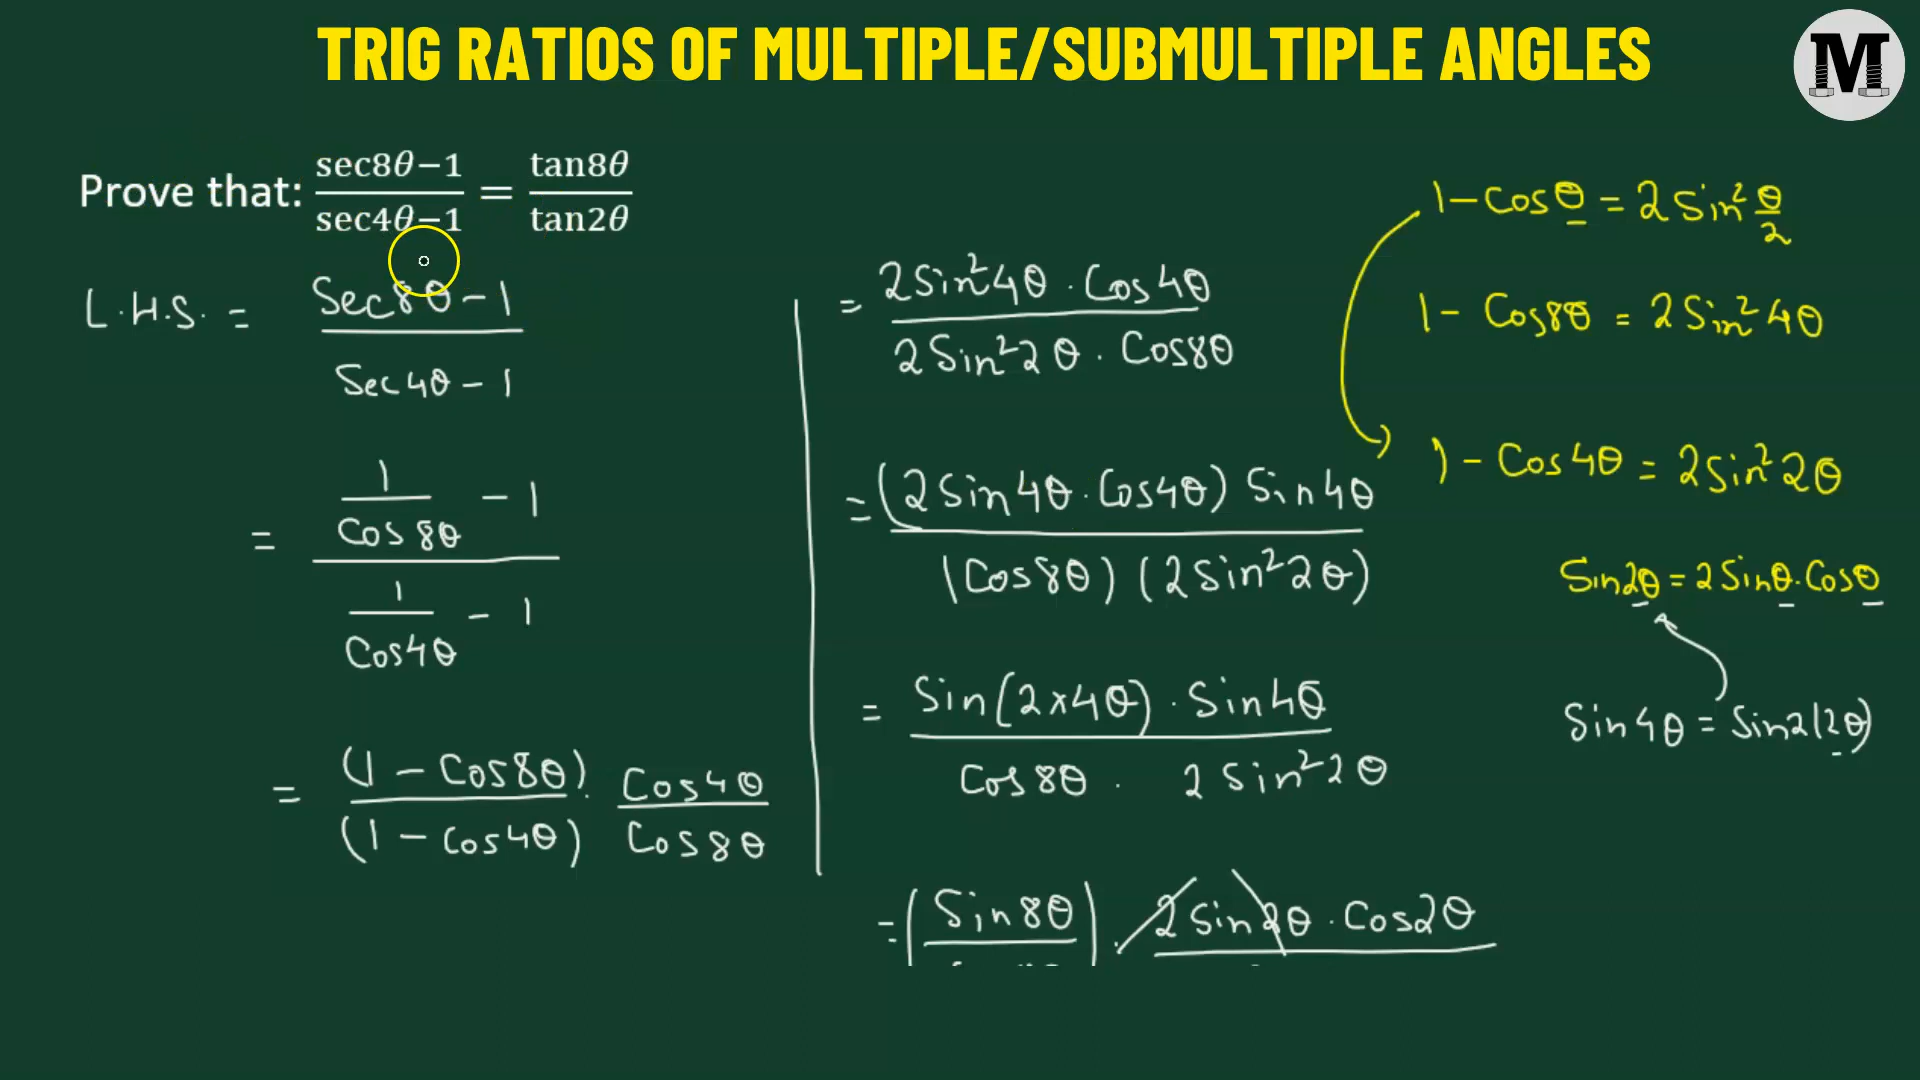 TRIG RATIOS OF MULTIPLE/SUBMULTIPLE ANGLES
M
Prove that: (sec8θ−1)/(sec4θ−1) = tan8θ/tan2θ
L.H.S. = (Sec8θ − 1)/(Sec4θ − 1)
= (1/Cos8θ − 1)/(1/Cos4θ − 1)
= (1 − Cos8θ)/(1 − Cos4θ) · Cos4θ/Cos8θ
= (2Sin²4θ · Cos4θ)/(2Sin²2θ · Cos8θ)
= (2Sin4θ · Cos4θ) Sin4θ/(Cos8θ)(2Sin²2θ)
= Sin(2×4θ) · Sin4θ/Cos8θ · 2Sin²2θ
= (Sin8θ) · 2Sin2θ · Cos2θ
1 − Cosθ = 2Sin² θ/2
1 − Cos8θ = 2Sin²4θ
1 − Cos4θ = 2Sin²2θ
Sin2θ = 2Sinθ · Cosθ
Sin4θ = Sin2(2θ)